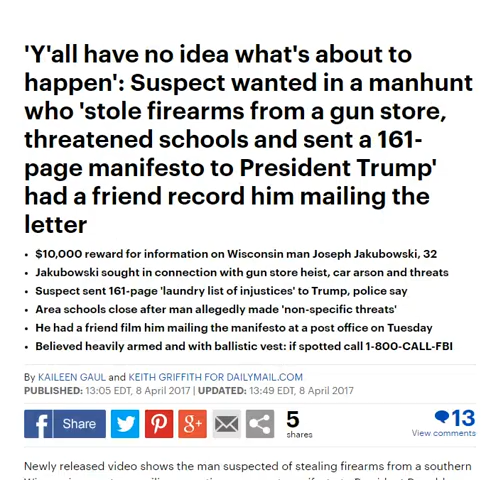 'Y'all have no idea what's about to
happen': Suspect wanted in a manhunt
who 'stole firearms from a gun store,
threatened schools and sent a 161-
page manifesto to President Trump'
had a friend record him mailing the
letter
• $10,000 reward for information on Wisconsin man Joseph Jakubowski, 32
• Jakubowski sought in connection with gun store heist, car arson and threats
• Suspect sent 161-page 'laundry list of injustices' to Trump, police say
• Area schools close after man allegedly made 'non-specific threats'
• He had a friend film him mailing the manifesto at a post office on Tuesday
• Believed heavily armed and with ballistic vest: if spotted call 1-800-CALL-FBI
By KAILEEN GAUL and KEITH GRIFFITH FOR DAILYMAIL.COM
PUBLISHED: 13:05 EDT, 8 April 2017 | UPDATED: 13:49 EDT, 8 April 2017
f Share
g+
5
shares
13
View comments
Newly released video shows the man suspected of stealing firearms from a southern